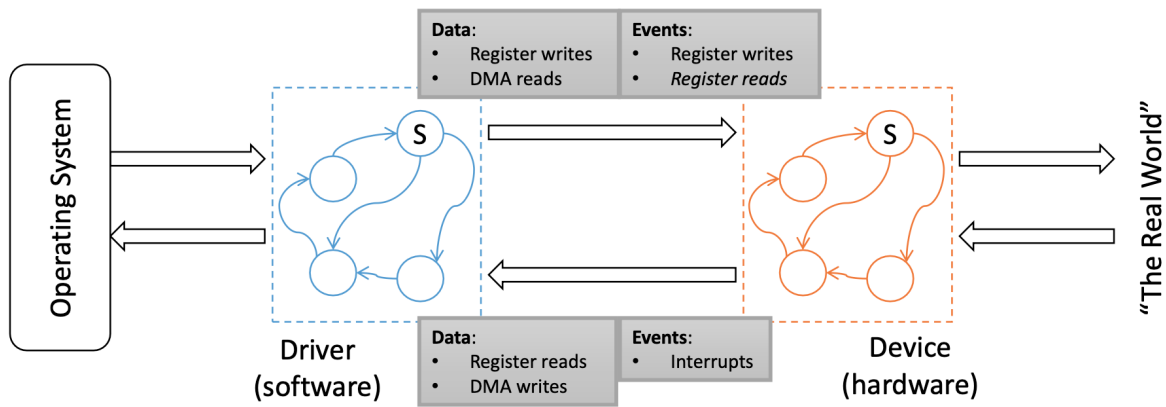 Data:
• Register writes
• DMA reads
Events:
• Register writes
• Register reads
Operating System
S
S
“The Real World”
Driver
(software)
Data:
• Register reads
• DMA writes
Events:
• Interrupts
Device
(hardware)